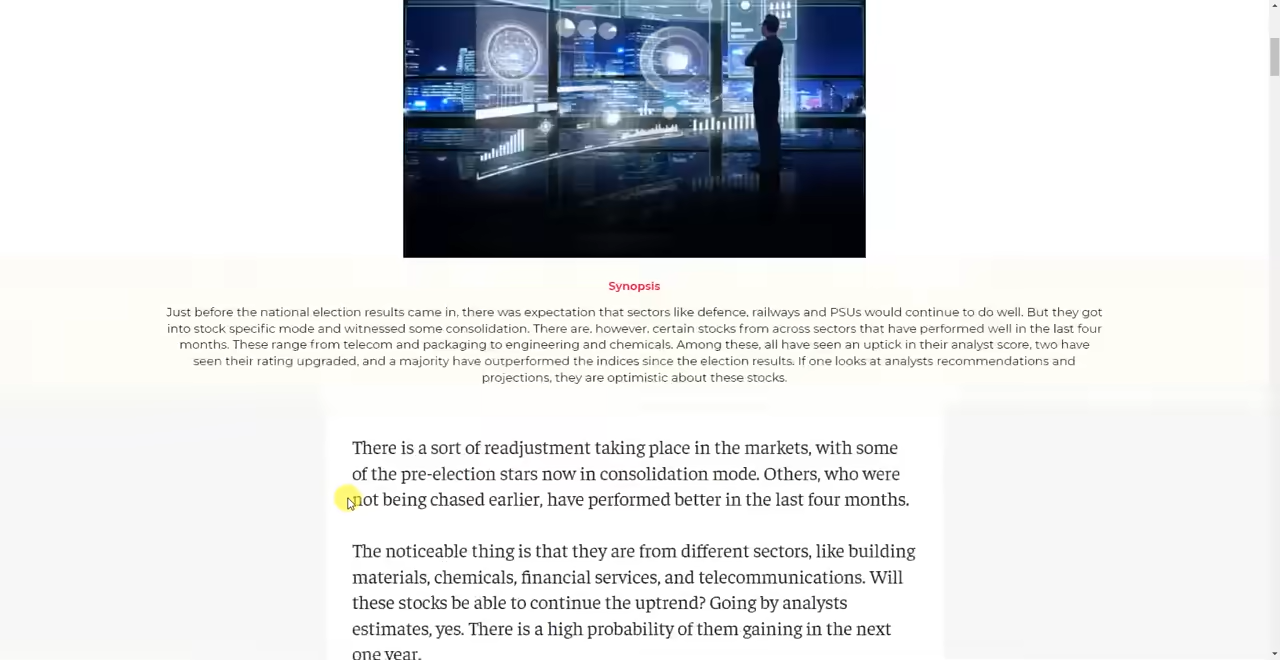 Synopsis
Just before the national election results came in, there was expectation that sectors like defence, railways and PSUs would continue to do well. But they got
into stock specific mode and witnessed some consolidation. There are, however, certain stocks from across sectors that have performed well in the last four
months. These range from telecom and packaging to engineering and chemicals. Among these, all have seen an uptick in their analyst score, two have
seen their rating upgraded, and a majority have outperformed the indices since the election results. If one looks at analysts recommendations and
projections, they are optimistic about these stocks.
There is a sort of readjustment taking place in the markets, with some
of the pre-election stars now in consolidation mode. Others, who were
not being chased earlier, have performed better in the last four months.
The noticeable thing is that they are from different sectors, like building
materials, chemicals, financial services, and telecommunications. Will
these stocks be able to continue the uptrend? Going by analysts
estimates, yes. There is a high probability of them gaining in the next
one year.